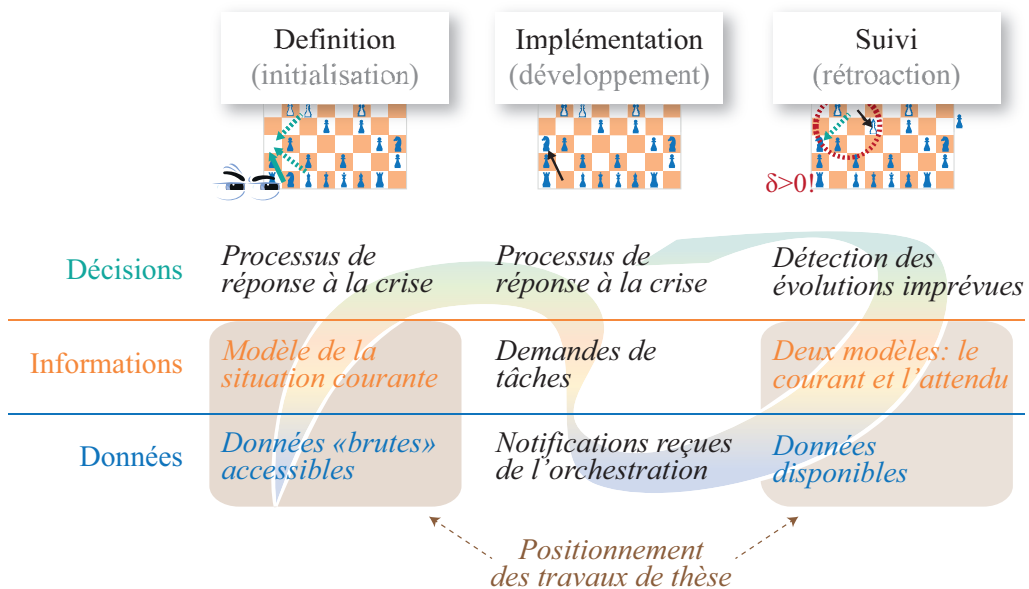 Definition
(initialisation)
Implémentation
(développement)
Suivi
(rétroaction)
δ>0!
Décisions
Processus de
réponse à la crise
Processus de
réponse à la crise
Détection des
évolutions imprévues
Informations
Modèle de la
situation courante
Demandes de
tâches
Deux modèles: le
courant et l’attendu
Données
Données «brutes»
accessibles
Notifications reçues
de l’orchestration
Données
disponibles
Positionnement
des travaux de thèse